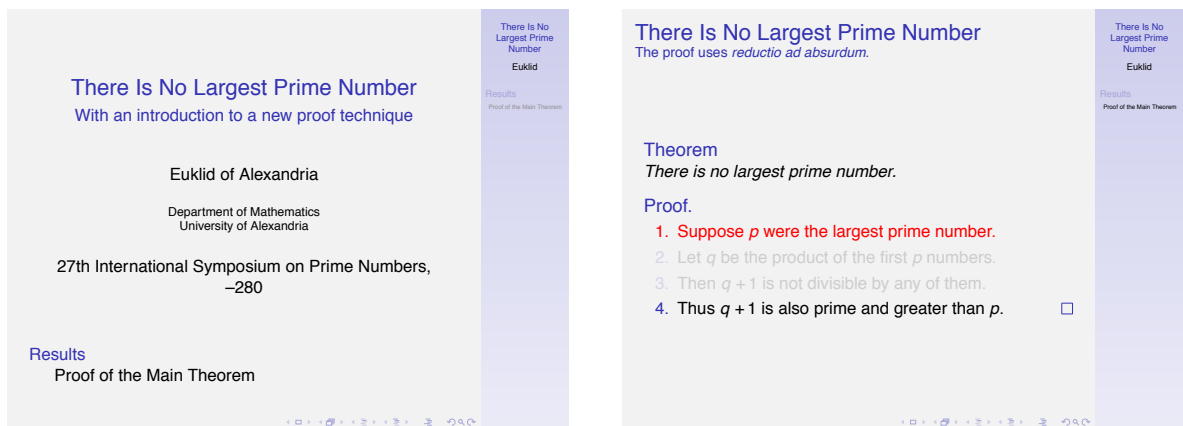 There Is No Largest Prime Number
With an introduction to a new proof technique
Euklid of Alexandria
Department of Mathematics
University of Alexandria
27th International Symposium on Prime Numbers,
–280
Results
Proof of the Main Theorem
There Is No
Largest Prime
Number
Euklid
Results
Proof of the Main Theorem
There Is No Largest Prime Number
The proof uses reductio ad absurdum.
Theorem
There is no largest prime number.
Proof.
1. Suppose p were the largest prime number.
2. Let q be the product of the first p numbers.
3. Then q + 1 is not divisible by any of them.
4. Thus q + 1 is also prime and greater than p. □
There Is No
Largest Prime
Number
Euklid
Results
Proof of the Main Theorem